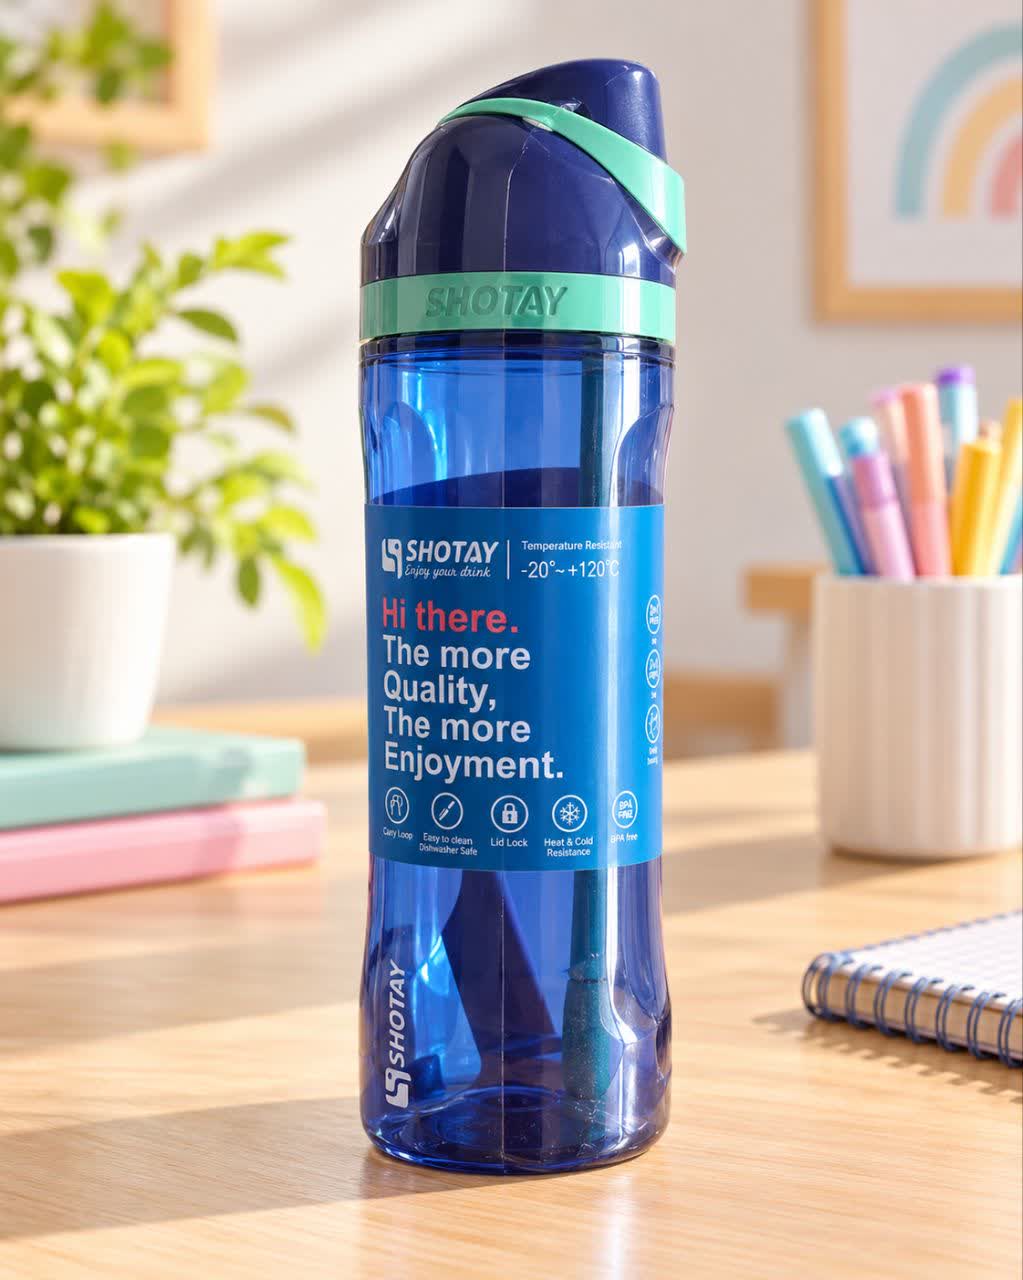 SHOTAY
SHOTAY
Enjoy your drink
Temperature Resistant
-20°~+120°C
Hi there.
The more
Quality,
The more
Enjoyment.
Carry Loop
Easy to clean
Dishwasher Safe
Lid Lock
Heat & Cold
Resistance
BPA
FREE
BPA free
SHOTAY